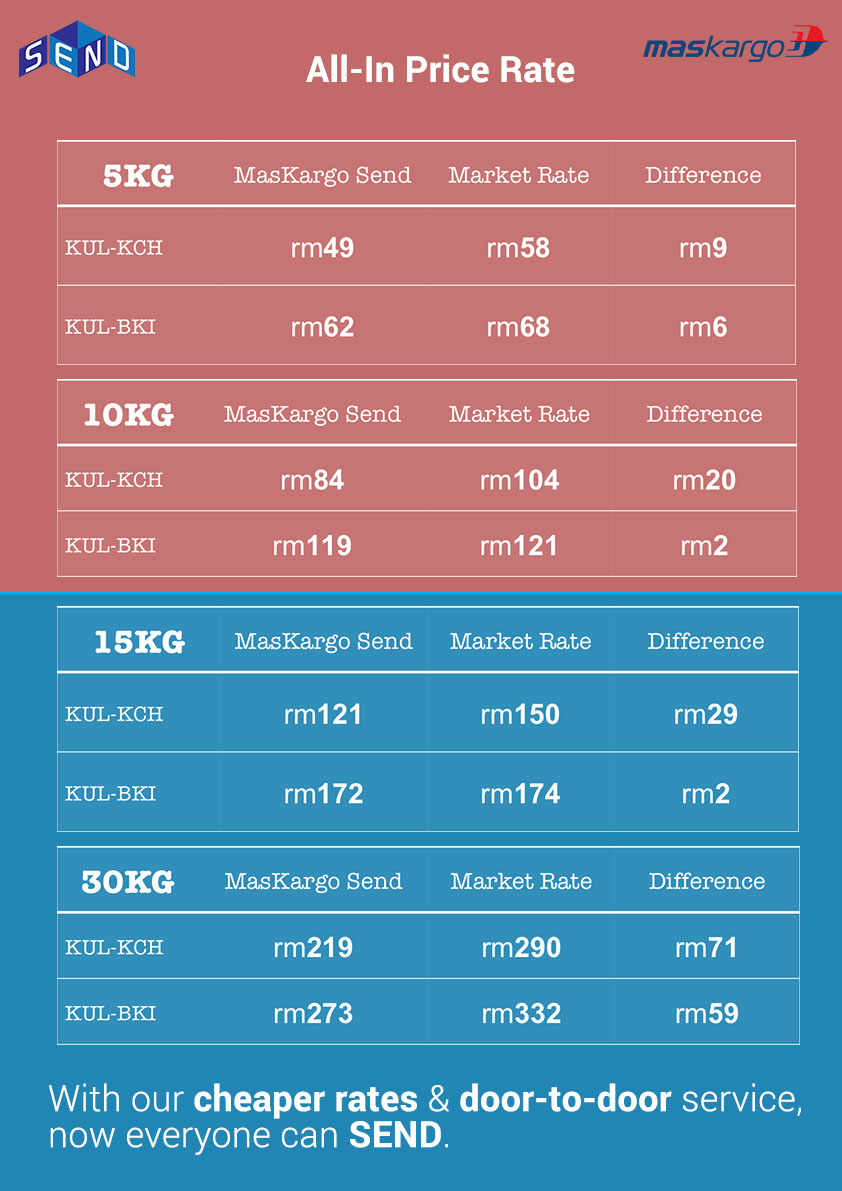 SEND
maskargo
All-In Price Rate
5KG MasKargo Send Market Rate Difference
KUL-KCH rm49 rm58 rm9
KUL-BKI rm62 rm68 rm6
10KG MasKargo Send Market Rate Difference
KUL-KCH rm84 rm104 rm20
KUL-BKI rm119 rm121 rm2
15KG MasKargo Send Market Rate Difference
KUL-KCH rm121 rm150 rm29
KUL-BKI rm172 rm174 rm2
30KG MasKargo Send Market Rate Difference
KUL-KCH rm219 rm290 rm71
KUL-BKI rm273 rm332 rm59
With our cheaper rates & door-to-door service,
now everyone can SEND.